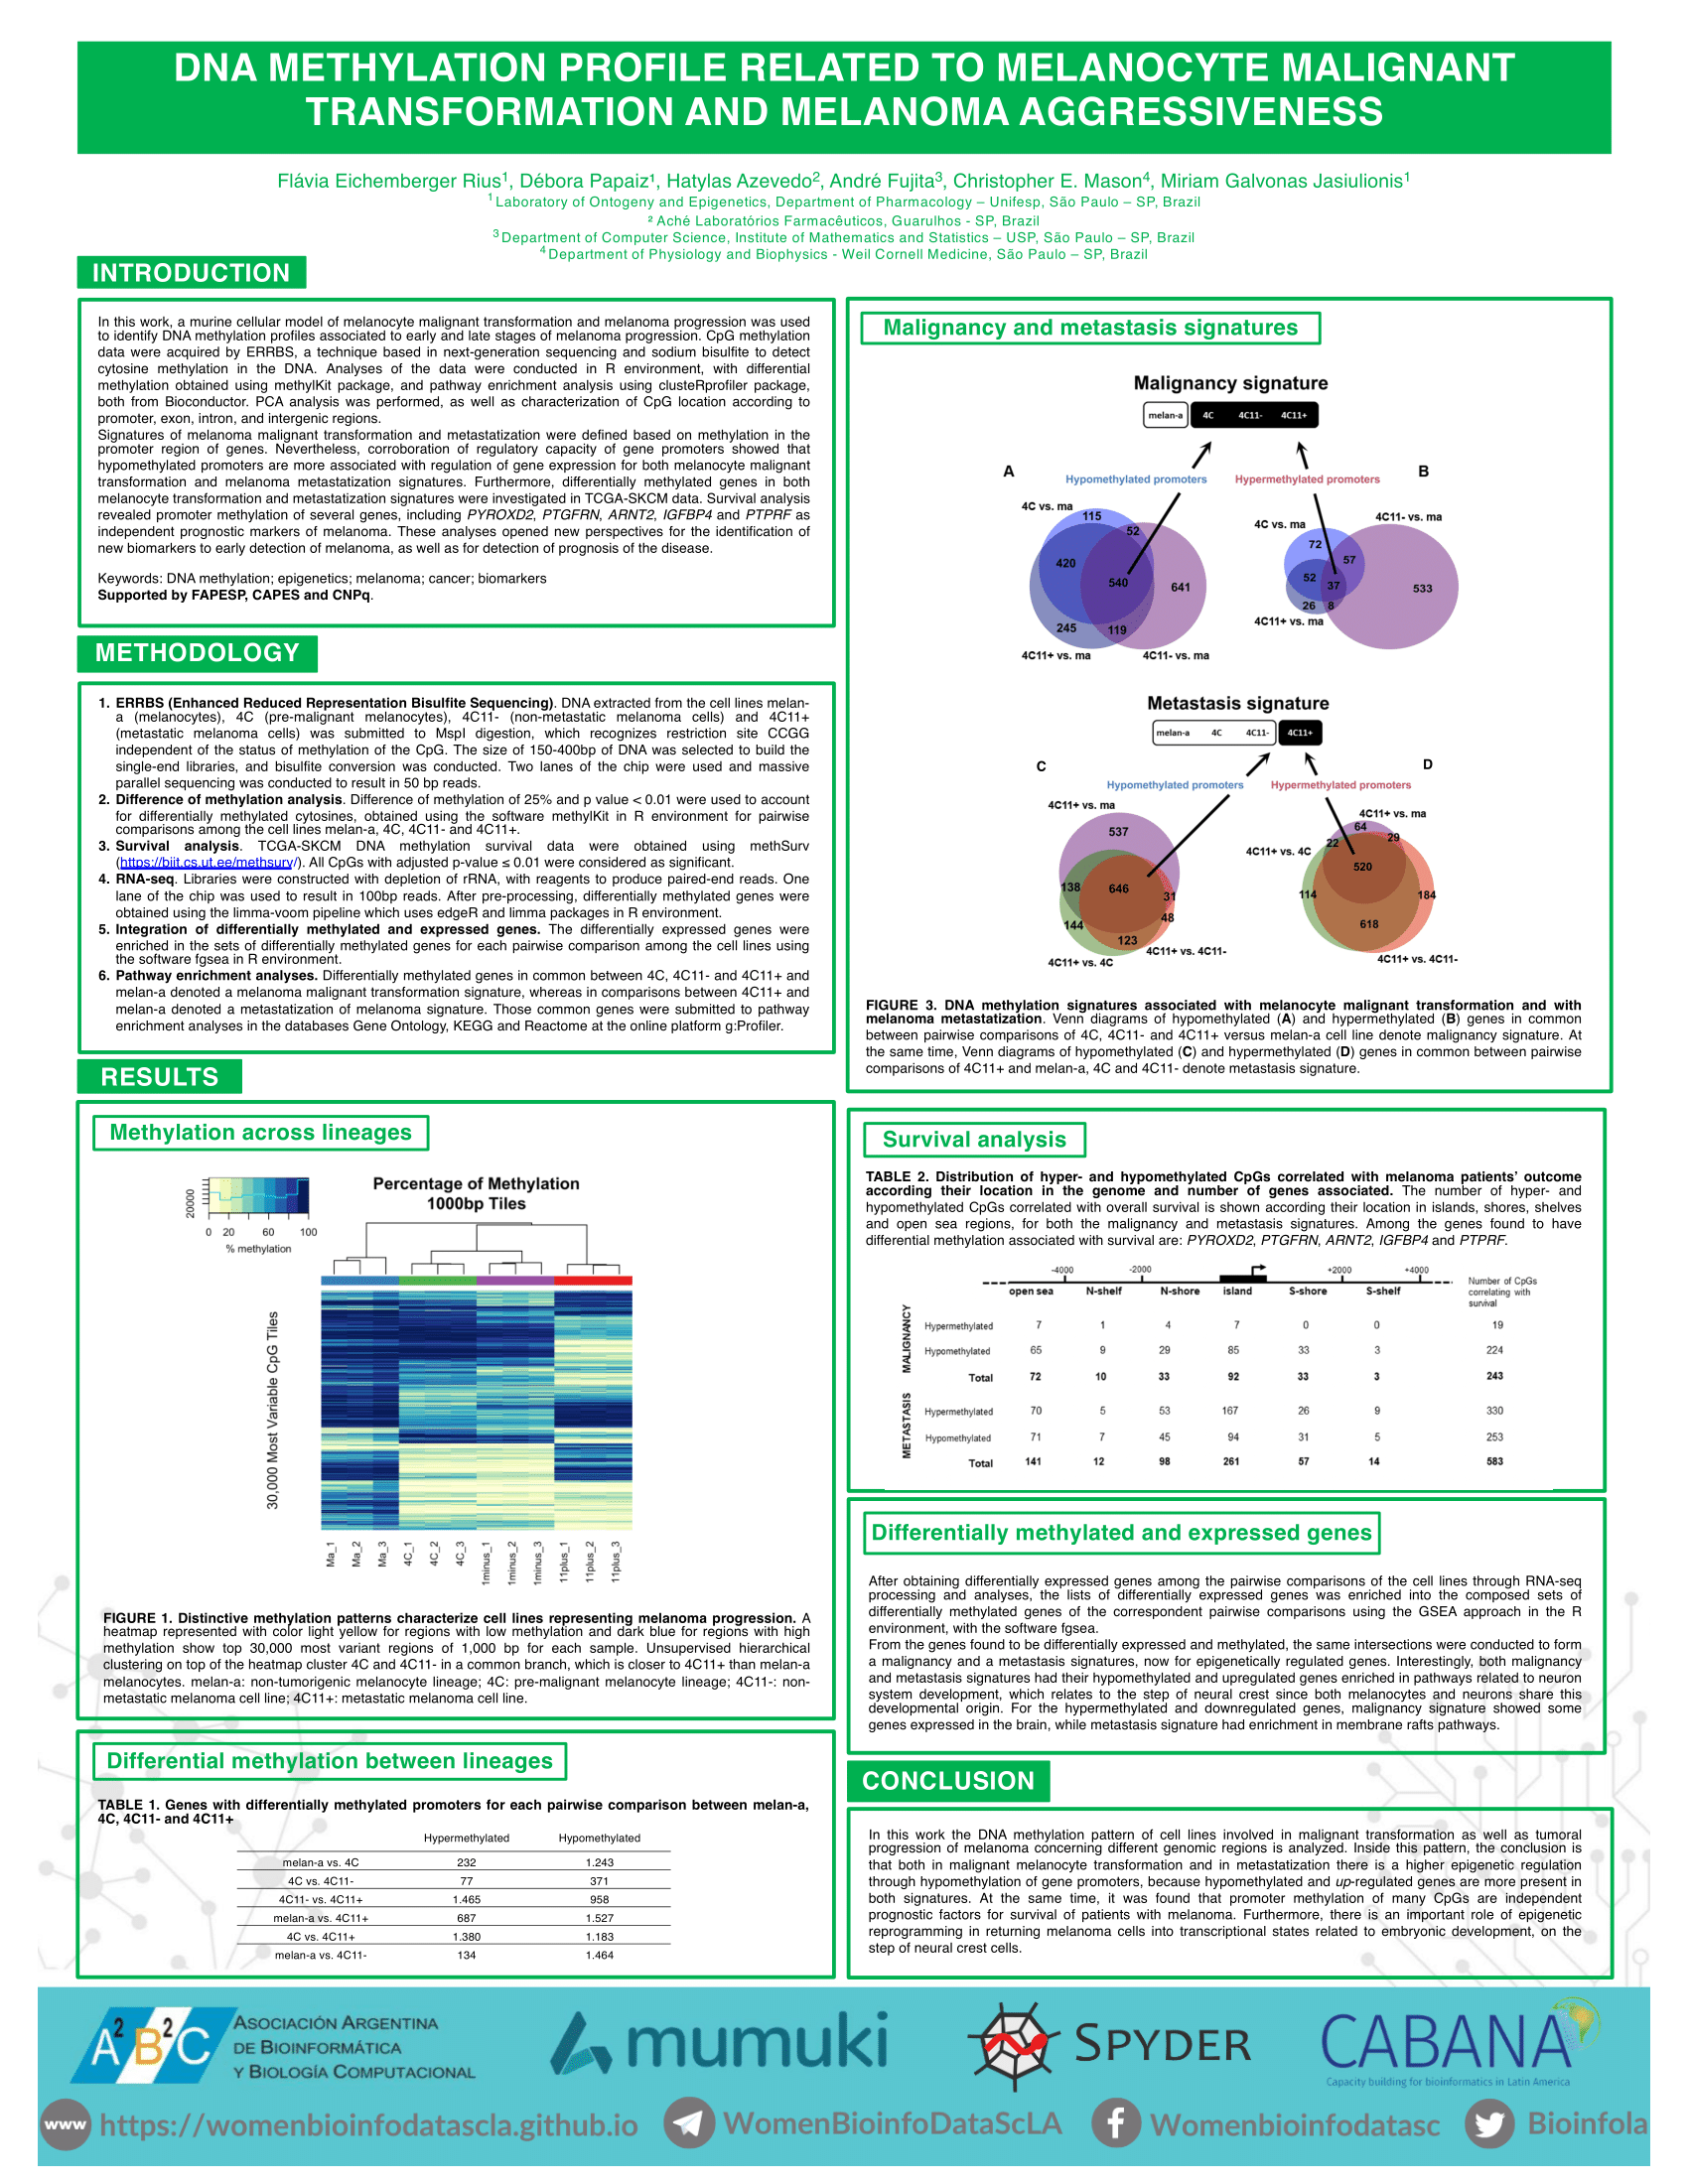 DNA METHYLATION PROFILE RELATED TO MELANOCYTE MALIGNANT
TRANSFORMATION AND MELANOMA AGGRESSIVENESS
Flávia Eichemberger Rius¹, Débora Papaiz¹, Hatylas Azevedo², André Fujita³, Christopher E. Mason⁴, Miriam Galvonas Jasiulionis¹
¹ Laboratory of Ontogeny and Epigenetics, Department of Pharmacology – Unifesp, São Paulo – SP, Brazil
² Aché Laboratórios Farmacêuticos, Guarulhos - SP, Brazil
³ Department of Computer Science, Institute of Mathematics and Statistics – USP, São Paulo – SP, Brazil
⁴ Department of Physiology and Biophysics - Weil Cornell Medicine, São Paulo – SP, Brazil
INTRODUCTION
In this work, a murine cellular model of melanocyte malignant transformation and melanoma progression was used
to identify DNA methylation profiles associated to early and late stages of melanoma progression. CpG methylation
data were acquired by ERRBS, a technique based in next-generation sequencing and sodium bisulfite to detect
cytosine methylation in the DNA. Analyses of the data were conducted in R environment, with differential
methylation obtained using methylKit package, and pathway enrichment analysis using clusteRprofiler package,
both from Bioconductor. PCA analysis was performed, as well as characterization of CpG location according to
promoter, exon, intron, and intergenic regions.
Signatures of melanoma malignant transformation and metastatization were defined based on methylation in the
promoter region of genes. Nevertheless, corroboration of regulatory capacity of gene promoters showed that
hypomethylated promoters are more associated with regulation of gene expression for both melanocyte malignant
transformation and melanoma metastatization signatures. Furthermore, differentially methylated genes in both
melanocyte transformation and metastatization signatures were investigated in TCGA-SKCM data. Survival analysis
revealed promoter methylation of several genes, including PYROXD2, PTGFRN, ARNT2, IGFBP4 and PTPRF as
independent prognostic markers of melanoma. These analyses opened new perspectives for the identification of
new biomarkers to early detection of melanoma, as well as for detection of prognosis of the disease.
Keywords: DNA methylation; epigenetics; melanoma; cancer; biomarkers
Supported by FAPESP, CAPES and CNPq.
METHODOLOGY
1. ERRBS (Enhanced Reduced Representation Bisulfite Sequencing). DNA extracted from the cell lines melan-
a (melanocytes), 4C (pre-malignant melanocytes), 4C11- (non-metastatic melanoma cells) and 4C11+
(metastatic melanoma cells) was submitted to MspI digestion, which recognizes restriction site CCGG
independent of the status of methylation of the CpG. The size of 150-400bp of DNA was selected to build the
single-end libraries, and bisulfite conversion was conducted. Two lanes of the chip were used and massive
parallel sequencing was conducted to result in 50 bp reads.
2. Difference of methylation analysis. Difference of methylation of 25% and p value < 0.01 were used to account
for differentially methylated cytosines, obtained using the software methylKit in R environment for pairwise
comparisons among the cell lines melan-a, 4C, 4C11- and 4C11+.
3. Survival analysis. TCGA-SKCM DNA methylation survival data were obtained using methSurv
(https://biit.cs.ut.ee/methsurv/). All CpGs with adjusted p-value ≤ 0.01 were considered as significant.
4. RNA-seq. Libraries were constructed with depletion of rRNA, with reagents to produce paired-end reads. One
lane of the chip was used to result in 100bp reads. After pre-processing, differentially methylated genes were
obtained using the limma-voom pipeline which uses edgeR and limma packages in R environment.
5. Integration of differentially methylated and expressed genes. The differentially expressed genes were
enriched in the sets of differentially methylated genes for each pairwise comparison among the cell lines using
the software fgsea in R environment.
6. Pathway enrichment analyses. Differentially methylated genes in common between 4C, 4C11- and 4C11+ and
melan-a denoted a melanoma malignant transformation signature, whereas in comparisons between 4C11+ and
melan-a denoted a metastatization of melanoma signature. Those common genes were submitted to pathway
enrichment analyses in the databases Gene Ontology, KEGG and Reactome at the online platform g:Profiler.
RESULTS
Methylation across lineages
20000
0 20 60 100
% methylation
Percentage of Methylation
1000bp Tiles
30,000 Most Variable CpG Tiles
Ma_1 Ma_2 Ma_3 4C_1 4C_2 4C_3 1minus_1 1minus_2 1minus_3 11plus_1 11plus_2 11plus_3
FIGURE 1. Distinctive methylation patterns characterize cell lines representing melanoma progression. A
heatmap represented with color light yellow for regions with low methylation and dark blue for regions with high
methylation show top 30,000 most variant regions of 1,000 bp for each sample. Unsupervised hierarchical
clustering on top of the heatmap cluster 4C and 4C11- in a common branch, which is closer to 4C11+ than melan-a
melanocytes. melan-a: non-tumorigenic melanocyte lineage; 4C: pre-malignant melanocyte lineage; 4C11-: non-
metastatic melanoma cell line; 4C11+: metastatic melanoma cell line.
Differential methylation between lineages
TABLE 1. Genes with differentially methylated promoters for each pairwise comparison between melan-a,
4C, 4C11- and 4C11+
Hypermethylated Hypomethylated
melan-a vs. 4C 232 1.243
4C vs. 4C11- 77 371
4C11- vs. 4C11+ 1.465 958
melan-a vs. 4C11+ 687 1.527
4C vs. 4C11+ 1.380 1.183
melan-a vs. 4C11- 134 1.464
Malignancy and metastasis signatures
Malignancy signature
melan-a 4C 4C11- 4C11+
A
Hypomethylated promoters
Hypermethylated promoters
B
4C vs. ma
115
52
420
540
641
245
119
4C11+ vs. ma
4C11- vs. ma
4C vs. ma
4C11- vs. ma
72
57
52
37
533
26
8
4C11+ vs. ma
Metastasis signature
melan-a 4C 4C11- 4C11+
C
Hypomethylated promoters
Hypermethylated promoters
D
4C11+ vs. ma
537
138
646
31
48
144
123
4C11+ vs. 4C11-
4C11+ vs. 4C
4C11+ vs. ma
64
29
22
4C11+ vs. 4C
520
114
184
618
4C11+ vs. 4C11-
FIGURE 3. DNA methylation signatures associated with melanocyte malignant transformation and with
melanoma metastatization. Venn diagrams of hypomethylated (A) and hypermethylated (B) genes in common
between pairwise comparisons of 4C, 4C11- and 4C11+ versus melan-a cell line denote malignancy signature. At
the same time, Venn diagrams of hypomethylated (C) and hypermethylated (D) genes in common between pairwise
comparisons of 4C11+ and melan-a, 4C and 4C11- denote metastasis signature.
Survival analysis
TABLE 2. Distribution of hyper- and hypomethylated CpGs correlated with melanoma patients' outcome
according their location in the genome and number of genes associated. The number of hyper- and
hypomethylated CpGs correlated with overall survival is shown according their location in islands, shores, shelves
and open sea regions, for both the malignancy and metastasis signatures. Among the genes found to have
differential methylation associated with survival are: PYROXD2, PTGFRN, ARNT2, IGFBP4 and PTPRF.
-4000 -2000 +2000 +4000
open sea N-shelf N-shore island S-shore S-shelf
Number of CpGs
correlating with
survival
MALIGNANCY
Hypermethylated 7 1 4 7 0 0 19
Hypomethylated 65 9 29 85 33 3 224
Total 72 10 33 92 33 3 243
METASTASIS
Hypermethylated 70 5 53 167 26 9 330
Hypomethylated 71 7 45 94 31 5 253
Total 141 12 98 261 57 14 583
Differentially methylated and expressed genes
After obtaining differentially expressed genes among the pairwise comparisons of the cell lines through RNA-seq
processing and analyses, the lists of differentially expressed genes was enriched into the composed sets of
differentially methylated genes of the correspondent pairwise comparisons using the GSEA approach in the R
environment, with the software fgsea.
From the genes found to be differentially expressed and methylated, the same intersections were conducted to form
a malignancy and a metastasis signatures, now for epigenetically regulated genes. Interestingly, both malignancy
and metastasis signatures had their hypomethylated and upregulated genes enriched in pathways related to neuron
system development, which relates to the step of neural crest since both melanocytes and neurons share this
developmental origin. For the hypermethylated and downregulated genes, malignancy signature showed some
genes expressed in the brain, while metastasis signature had enrichment in membrane rafts pathways.
CONCLUSION
In this work the DNA methylation pattern of cell lines involved in malignant transformation as well as tumoral
progression of melanoma concerning different genomic regions is analyzed. Inside this pattern, the conclusion is
that both in malignant melanocyte transformation and in metastatization there is a higher epigenetic regulation
through hypomethylation of gene promoters, because hypomethylated and up-regulated genes are more present in
both signatures. At the same time, it was found that promoter methylation of many CpGs are independent
prognostic factors for survival of patients with melanoma. Furthermore, there is an important role of epigenetic
reprogramming in returning melanoma cells into transcriptional states related to embryonic development, on the
step of neural crest cells.
A²B²C
ASOCIACIÓN ARGENTINA
DE BIOINFORMÁTICA
Y BIOLOGÍA COMPUTACIONAL
mumuki
SPYDER
CABANA
Capacity building for bioinformatics in Latin America
www https://womenbioinfodatascla.github.io
WomenBioinfoDataScLA
f Womenbioinfodatasc
Bioinfola